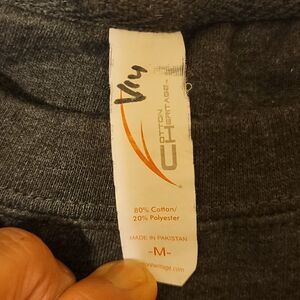 COTTON
HERITAGE
80% Cotton/
20% Polyester
MADE IN PAKISTAN
-M-